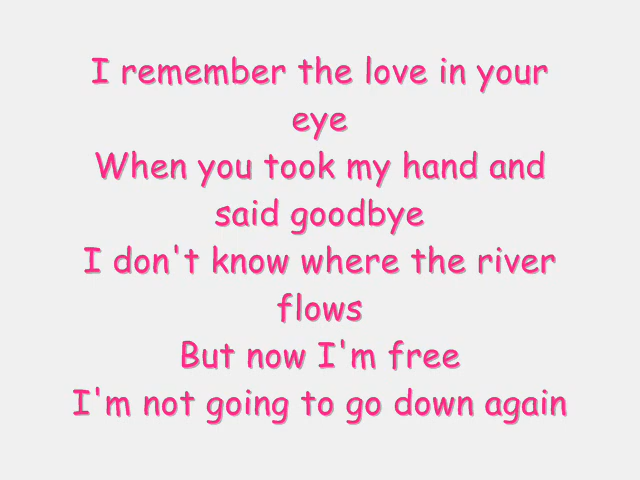 I remember the love in your
eye
When you took my hand and
said goodbye
I don't know where the river
flows
But now I'm free
I'm not going to go down again